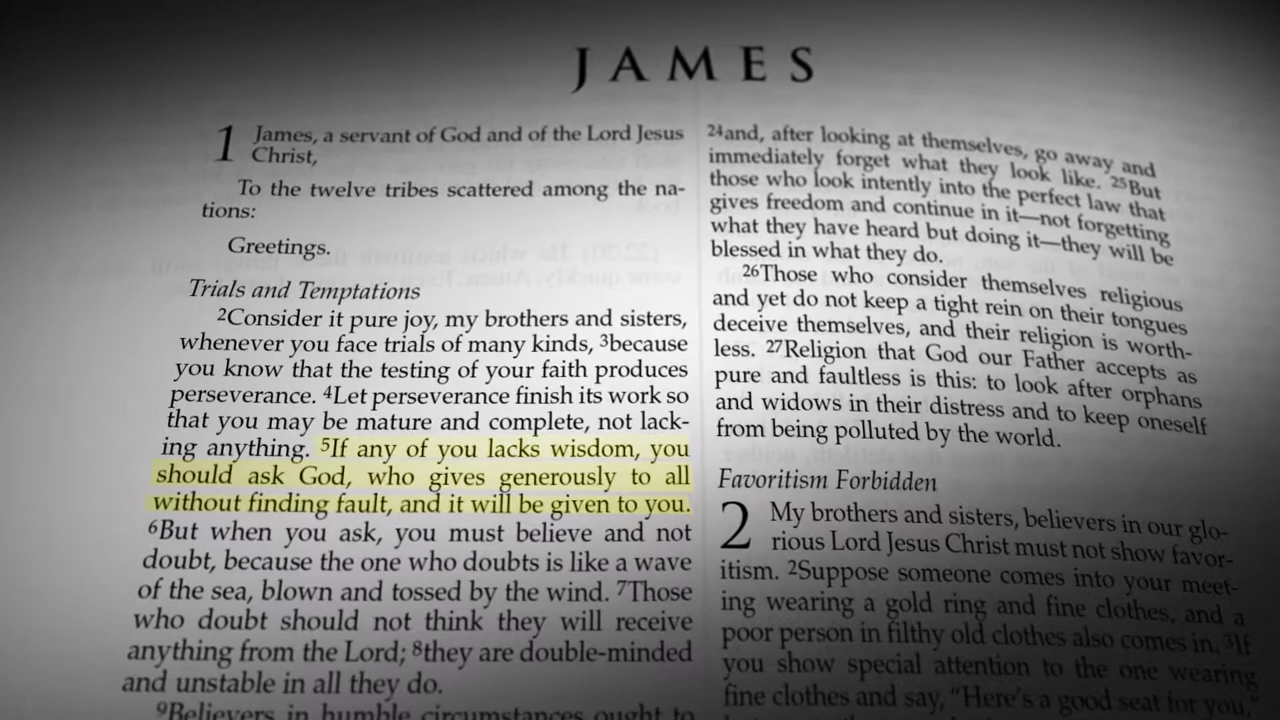 JAMES
1 James, a servant of God and of the Lord Jesus
Christ,
To the twelve tribes scattered among the na-
tions:
Greetings.
Trials and Temptations
2Consider it pure joy, my brothers and sisters,
whenever you face trials of many kinds, 3because
you know that the testing of your faith produces
perseverance. 4Let perseverance finish its work so
that you may be mature and complete, not lack-
ing anything. 5If any of you lacks wisdom, you
should ask God, who gives generously to all
without finding fault, and it will be given to you.
6But when you ask, you must believe and not
doubt, because the one who doubts is like a wave
of the sea, blown and tossed by the wind. 7Those
who doubt should not think they will receive
anything from the Lord; 8they are double-minded
and unstable in all they do.
9Believers in humble circumstances ought to
24and, after looking at themselves, go away and
immediately forget what they look like. 25But
those who look intently into the perfect law that
gives freedom and continue in it—not forgetting
what they have heard but doing it—they will be
blessed in what they do.
26Those who consider themselves religious
and yet do not keep a tight rein on their tongues
deceive themselves, and their religion is worth-
less. 27Religion that God our Father accepts as
pure and faultless is this: to look after orphans
and widows in their distress and to keep oneself
from being polluted by the world.
Favoritism Forbidden
2 My brothers and sisters, believers in our glo-
rious Lord Jesus Christ must not show favor-
itism. 2Suppose someone comes into your meet-
ing wearing a gold ring and fine clothes, and a
poor person in filthy old clothes also comes in. 3If
you show special attention to the one wearing
fine clothes and say, "Here's a good seat for you,"